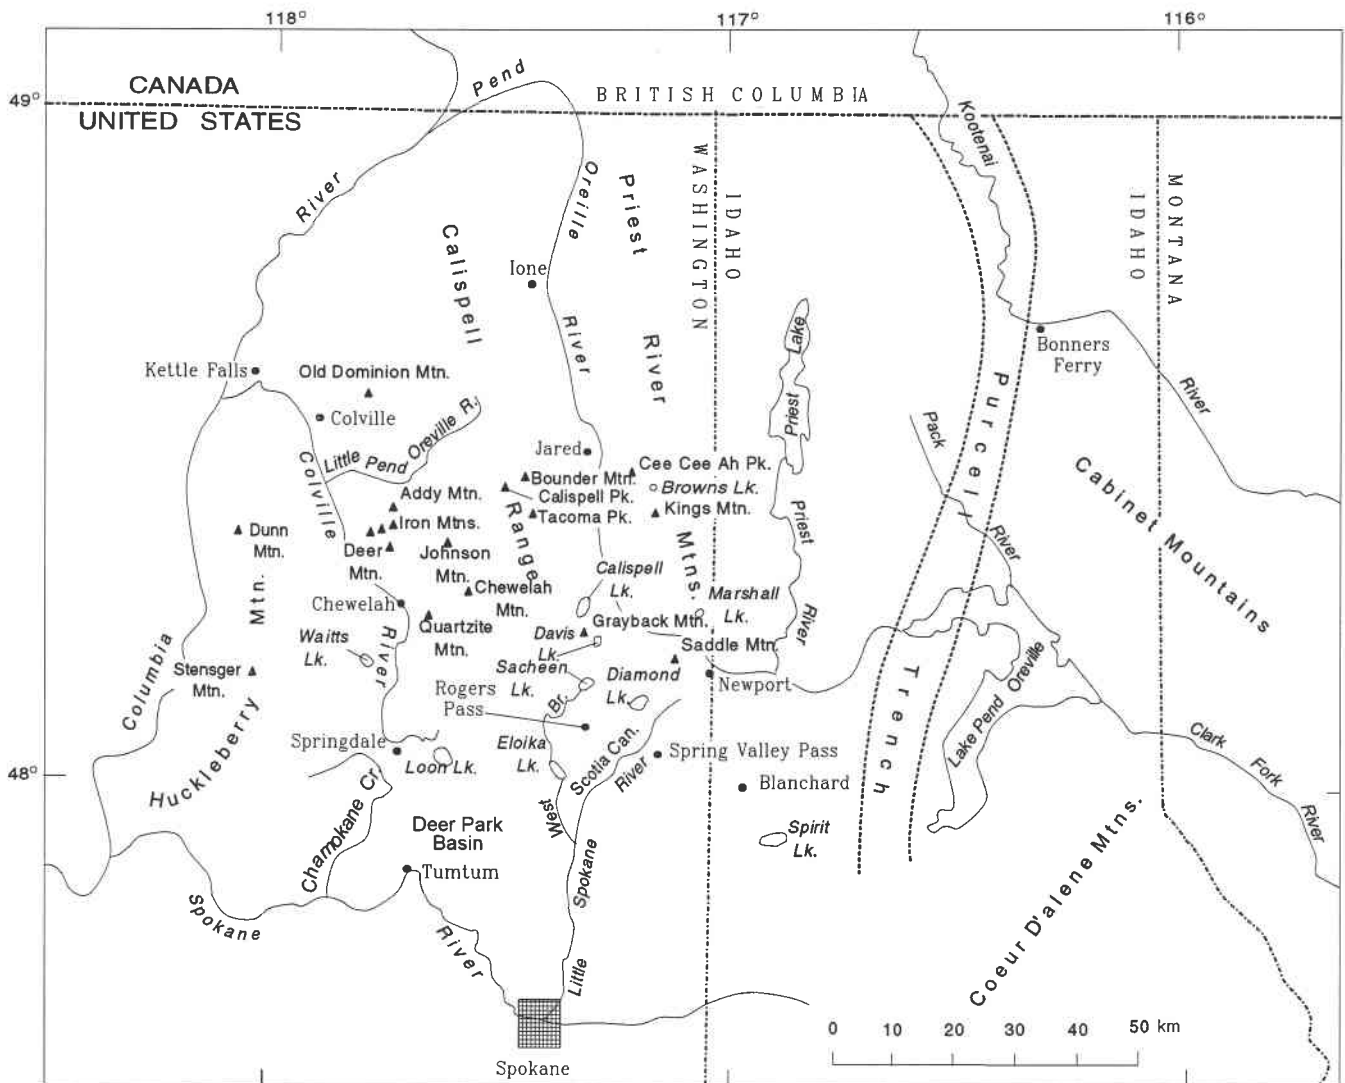 118°
117°
116°
49°
CANADA
UNITED STATES
BRITISH COLUMBIA
Pend
Oreille
River
River
Kootenai
WASHINGTON
IDAHO
IDAHO
MONTANA
Priest
River
Mtns.
Calispell
Range
Ione
Priest
Lake
Bonners
Ferry
River
Kettle Falls
Old Dominion Mtn.
Colville
Little Pend Oreville R.
Colville
River
Jared
Cee Cee Ah Pk.
Bounder Mtn.
Browns Lk.
Calispell Pk.
Addy Mtn.
Tacoma Pk.
Kings Mtn.
Iron Mtns.
Dunn
Mtn.
Deer
Mtn.
Johnson
Mtn.
Chewelah
Mtn.
Chewelah
Quartzite
Mtn.
Calispell
Lk.
Marshall
Lk.
Grayback Mtn.
Davis
Lk.
Saddle Mtn.
Waitts
Lk.
Sacheen
Lk.
Diamond
Lk.
Newport
Priest
River
Pack
River
Purcell
Trench
Cabinet Mountains
Stensger
Mtn.
Columbia
Huckleberry
Mtn.
Rogers
Pass
Springdale
Loon Lk.
Eloika
Lk.
West
Br.
Scotia Can.
River
Spring Valley Pass
Blanchard
Lake Pend Oreville
Clark
Fork
River
48°
Chamokane Cr.
Deer Park
Basin
Tumtum
Spirit
Lk.
Spokane
River
Little
Spokane
Coeur D'alene Mtns.
Spokane
0 10 20 30 40 50 km